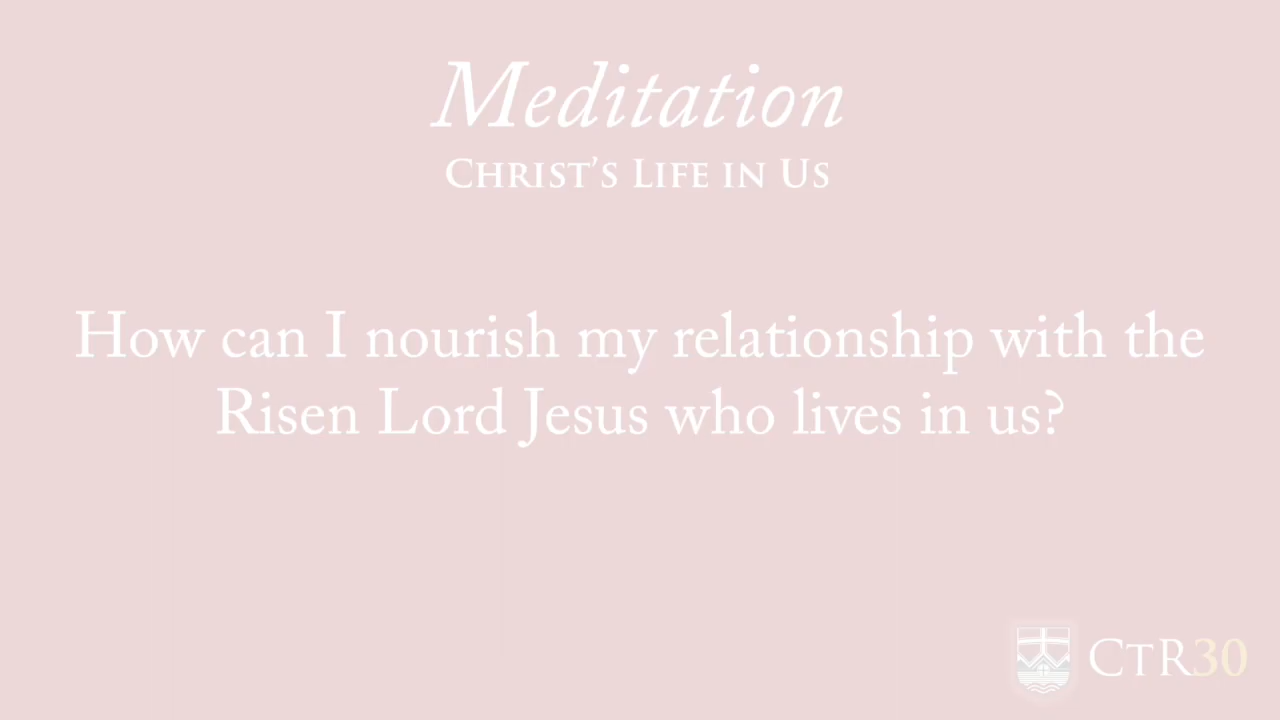 Meditation
Christ's Life in Us
How can I nourish my relationship with the
Risen Lord Jesus who lives in us?
CtR30